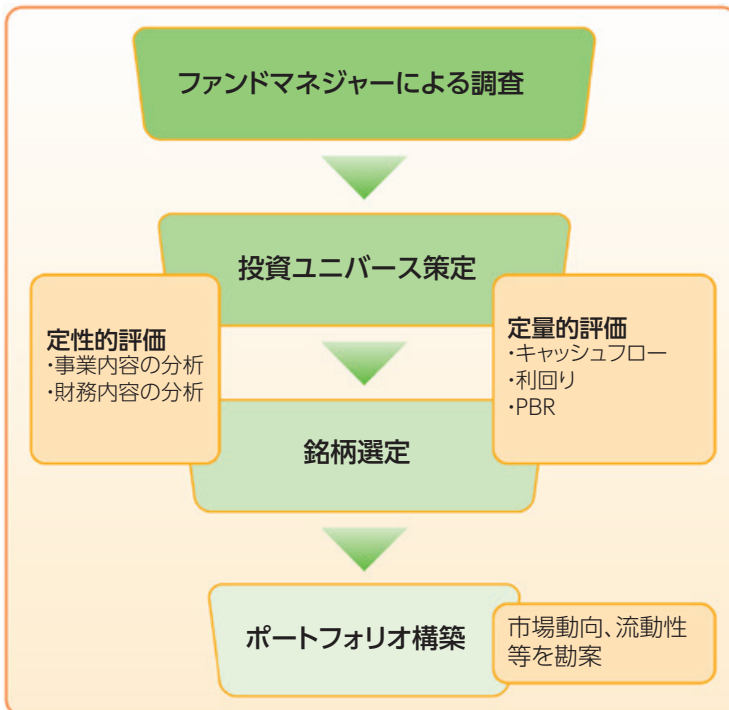 ファンドマネジャーによる調査
投資ユニバース策定
定性的評価
・事業内容の分析
・財務内容の分析
定量的評価
・キャッシュフロー
・利回り
・PBR
銘柄選定
ポートフォリオ構築
市場動向、流動性
等を勘案